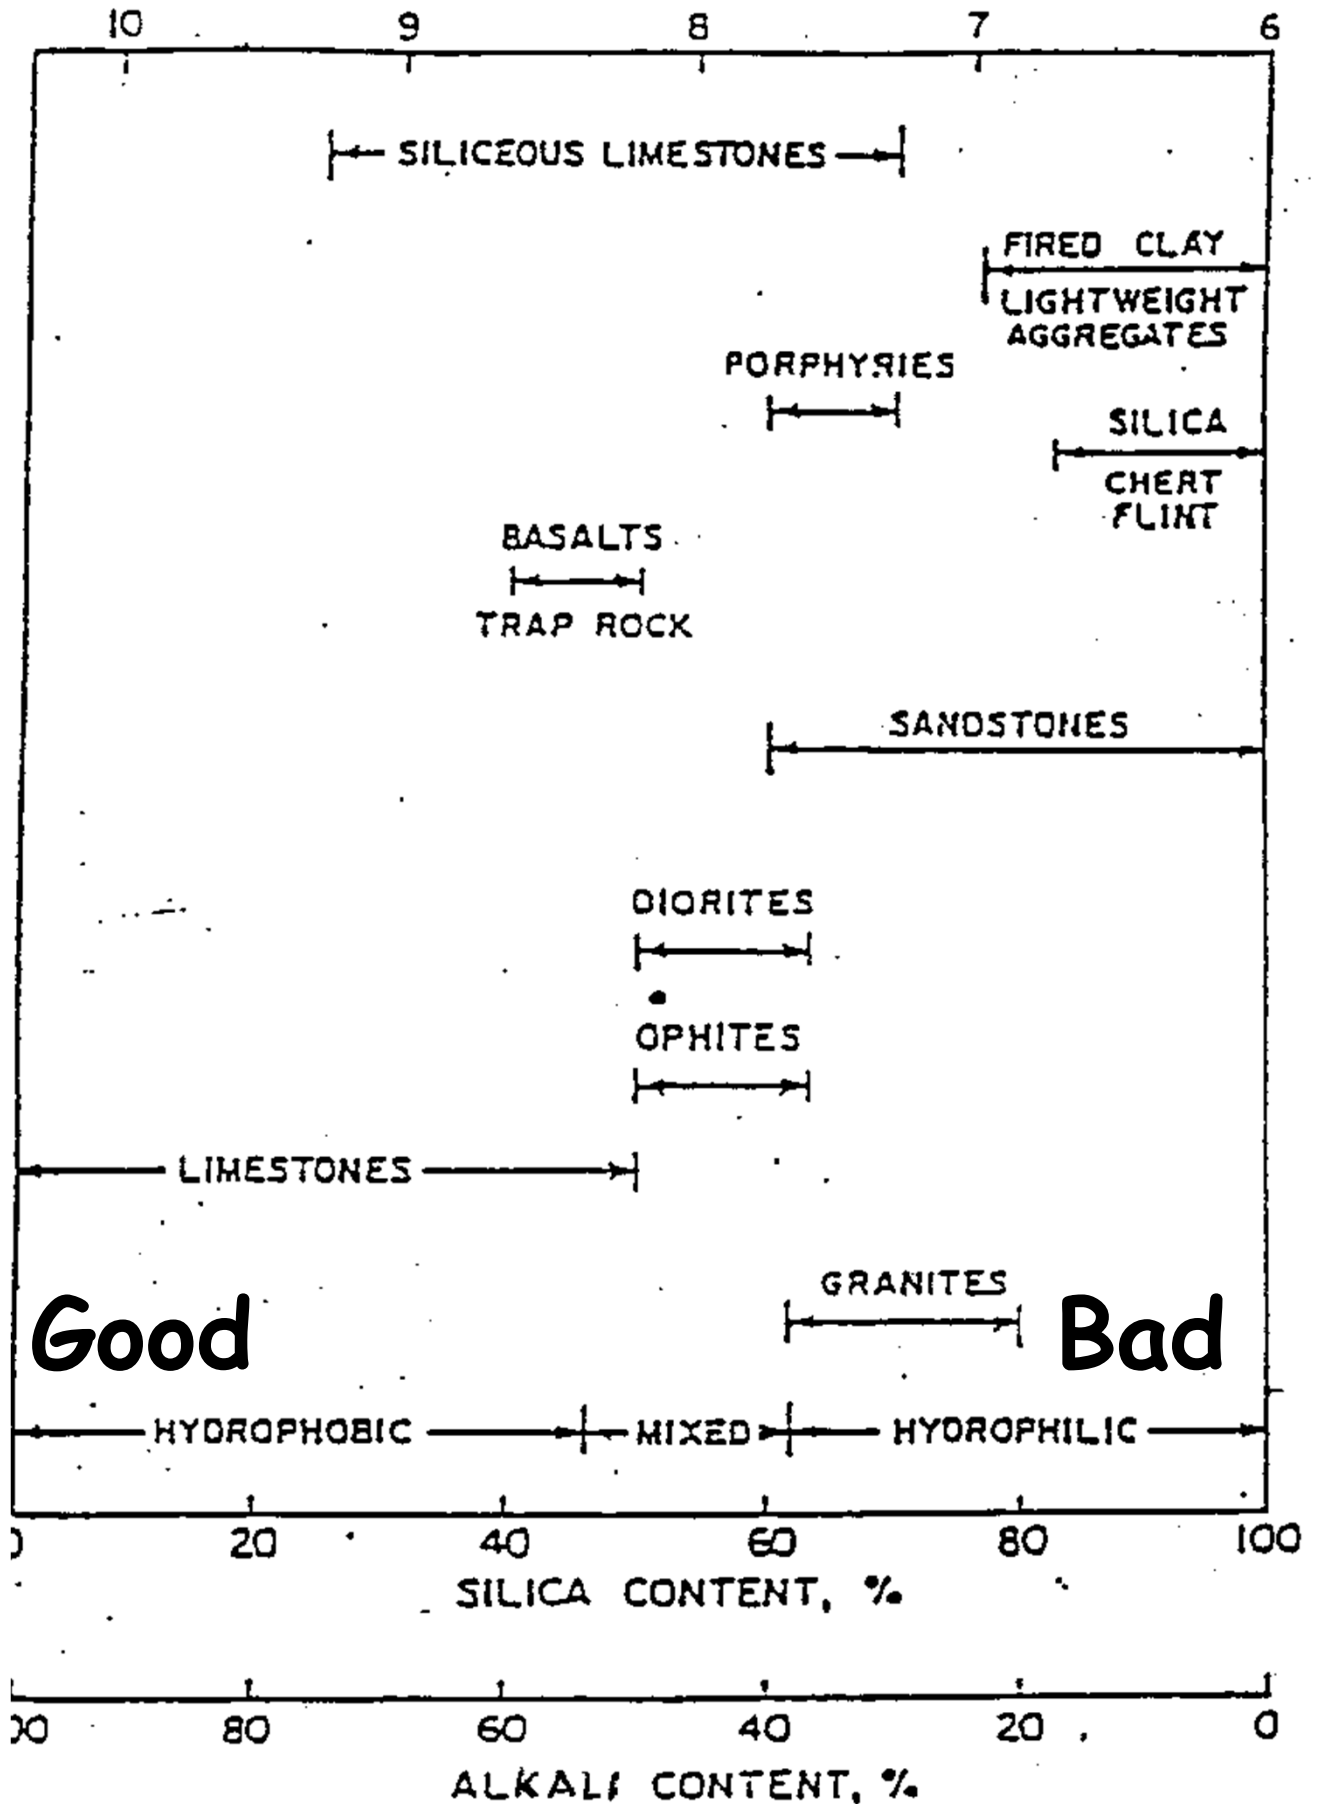 10 9 8 7 6
SILICEOUS LIMESTONES
FIRED CLAY
LIGHTWEIGHT
AGGREGATES
PORPHYRIES
SILICA
CHERT
FLINT
BASALTS
TRAP ROCK
SANDSTONES
DIORITES
OPHITES
LIMESTONES
GRANITES
Good Bad
HYDROPHOBIC MIXED HYDROPHILIC
0 20 40 60 80 100
SILICA CONTENT, %
00 80 60 40 20 0
ALKALI CONTENT, %